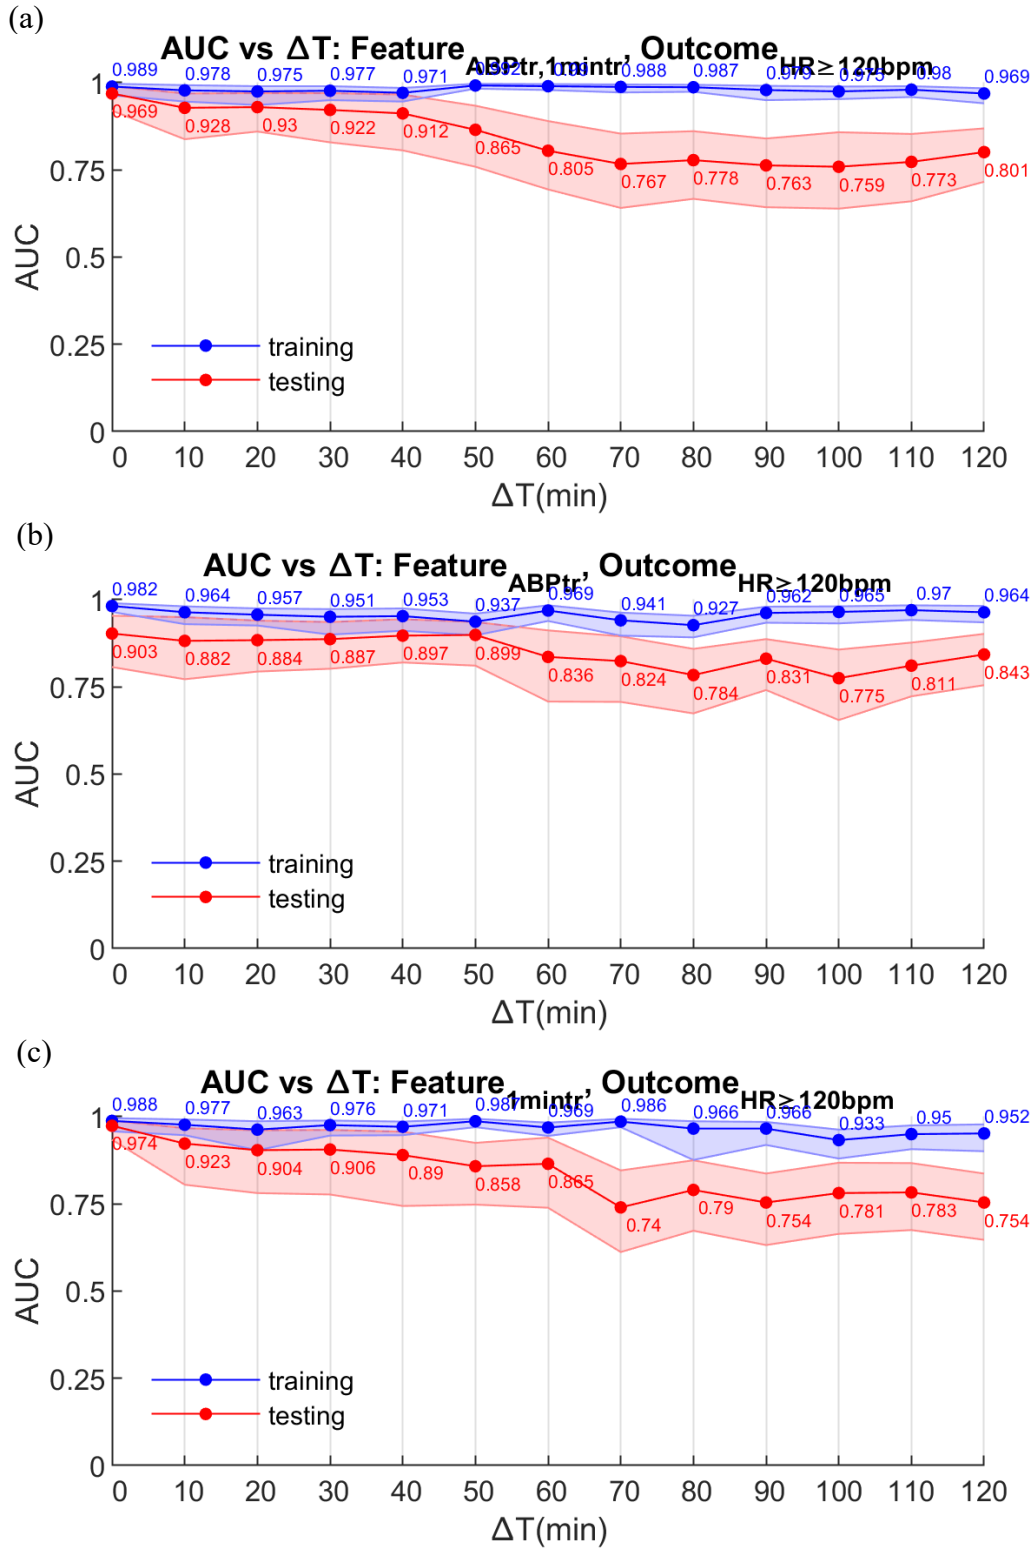 (a)
AUC vs ΔT: Feature ABPtr,1mintr, Outcome HR≥120bpm
0.989 0.978 0.975 0.977 0.971 0.992 0.99 0.988 0.987 0.979 0.975 0.98 0.969
1
0.969 0.928 0.93 0.922 0.912 0.865 0.805 0.767 0.778 0.763 0.759 0.773 0.801
0.75
AUC
0.5
0.25
training
testing
0
0 10 20 30 40 50 60 70 80 90 100 110 120
ΔT(min)
(b)
AUC vs ΔT: Feature ABPtr, Outcome HR≥120bpm
0.982 0.964 0.957 0.951 0.953 0.937 0.969 0.941 0.927 0.962 0.965 0.97 0.964
1
0.903 0.882 0.884 0.887 0.897 0.899 0.836 0.824 0.784 0.831 0.775 0.811 0.843
0.75
AUC
0.5
0.25
training
testing
0
0 10 20 30 40 50 60 70 80 90 100 110 120
ΔT(min)
(c)
AUC vs ΔT: Feature 1mintr, Outcome HR≥120bpm
0.988 0.977 0.963 0.976 0.971 0.987 0.969 0.986 0.966 0.966 0.933 0.95 0.952
1
0.974 0.923 0.904 0.906 0.89 0.858 0.865 0.74 0.79 0.754 0.781 0.783 0.754
0.75
AUC
0.5
0.25
training
testing
0
0 10 20 30 40 50 60 70 80 90 100 110 120
ΔT(min)